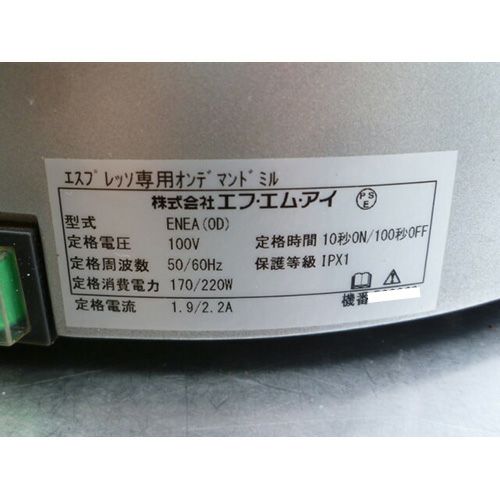 エスプレッソ専用オンデマンドミル
株式会社エフ・エム・アイ
PSE
型式 ENEA(OD)
定格電圧 100V 定格時間 10秒ON/100秒OFF
定格周波数 50/60Hz 保護等級 IPX1
定格消費電力 170/220W
定格電流 1.9/2.2A 機番